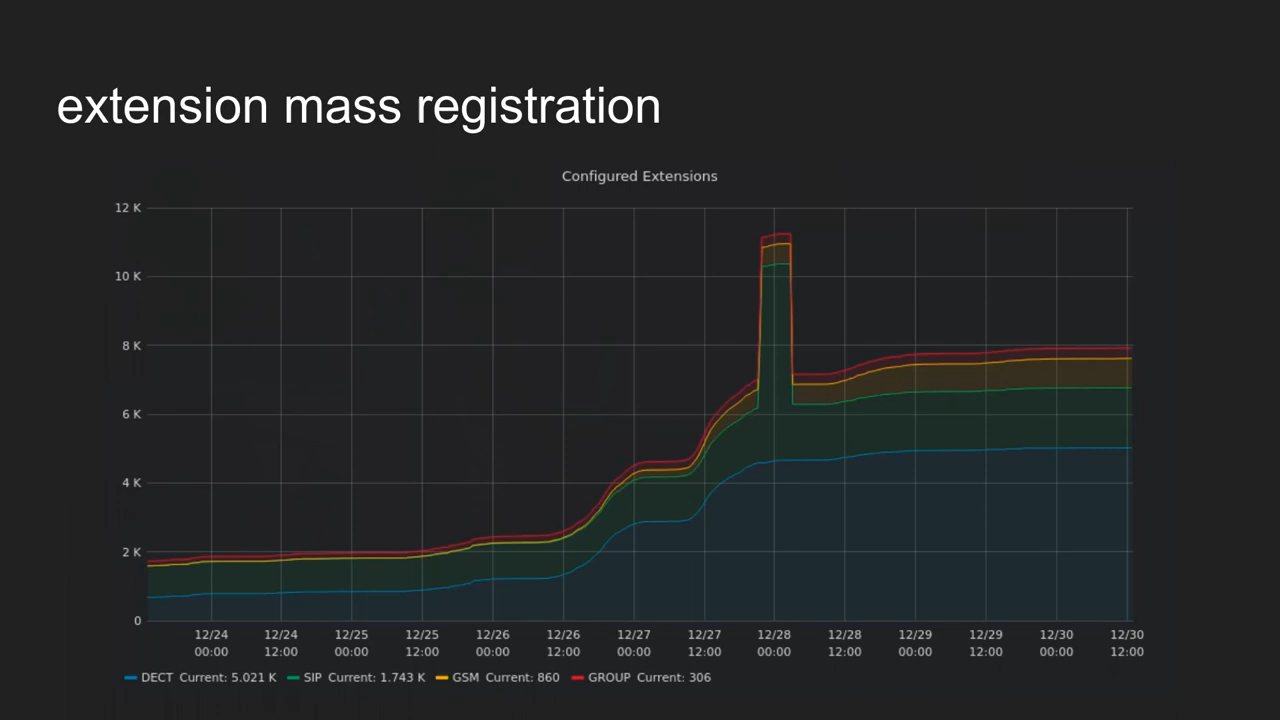 extension mass registration
Configured Extensions
12 K
10 K
8 K
6 K
4 K
2 K
0
12/24 12/24 12/25 12/25 12/26 12/26 12/27 12/27 12/28 12/28 12/29 12/29 12/30 12/30
00:00 12:00 00:00 12:00 00:00 12:00 00:00 12:00 00:00 12:00 00:00 12:00 00:00 12:00
DECT Current: 5.021 K SIP Current: 1.743 K GSM Current: 860 GROUP Current: 306